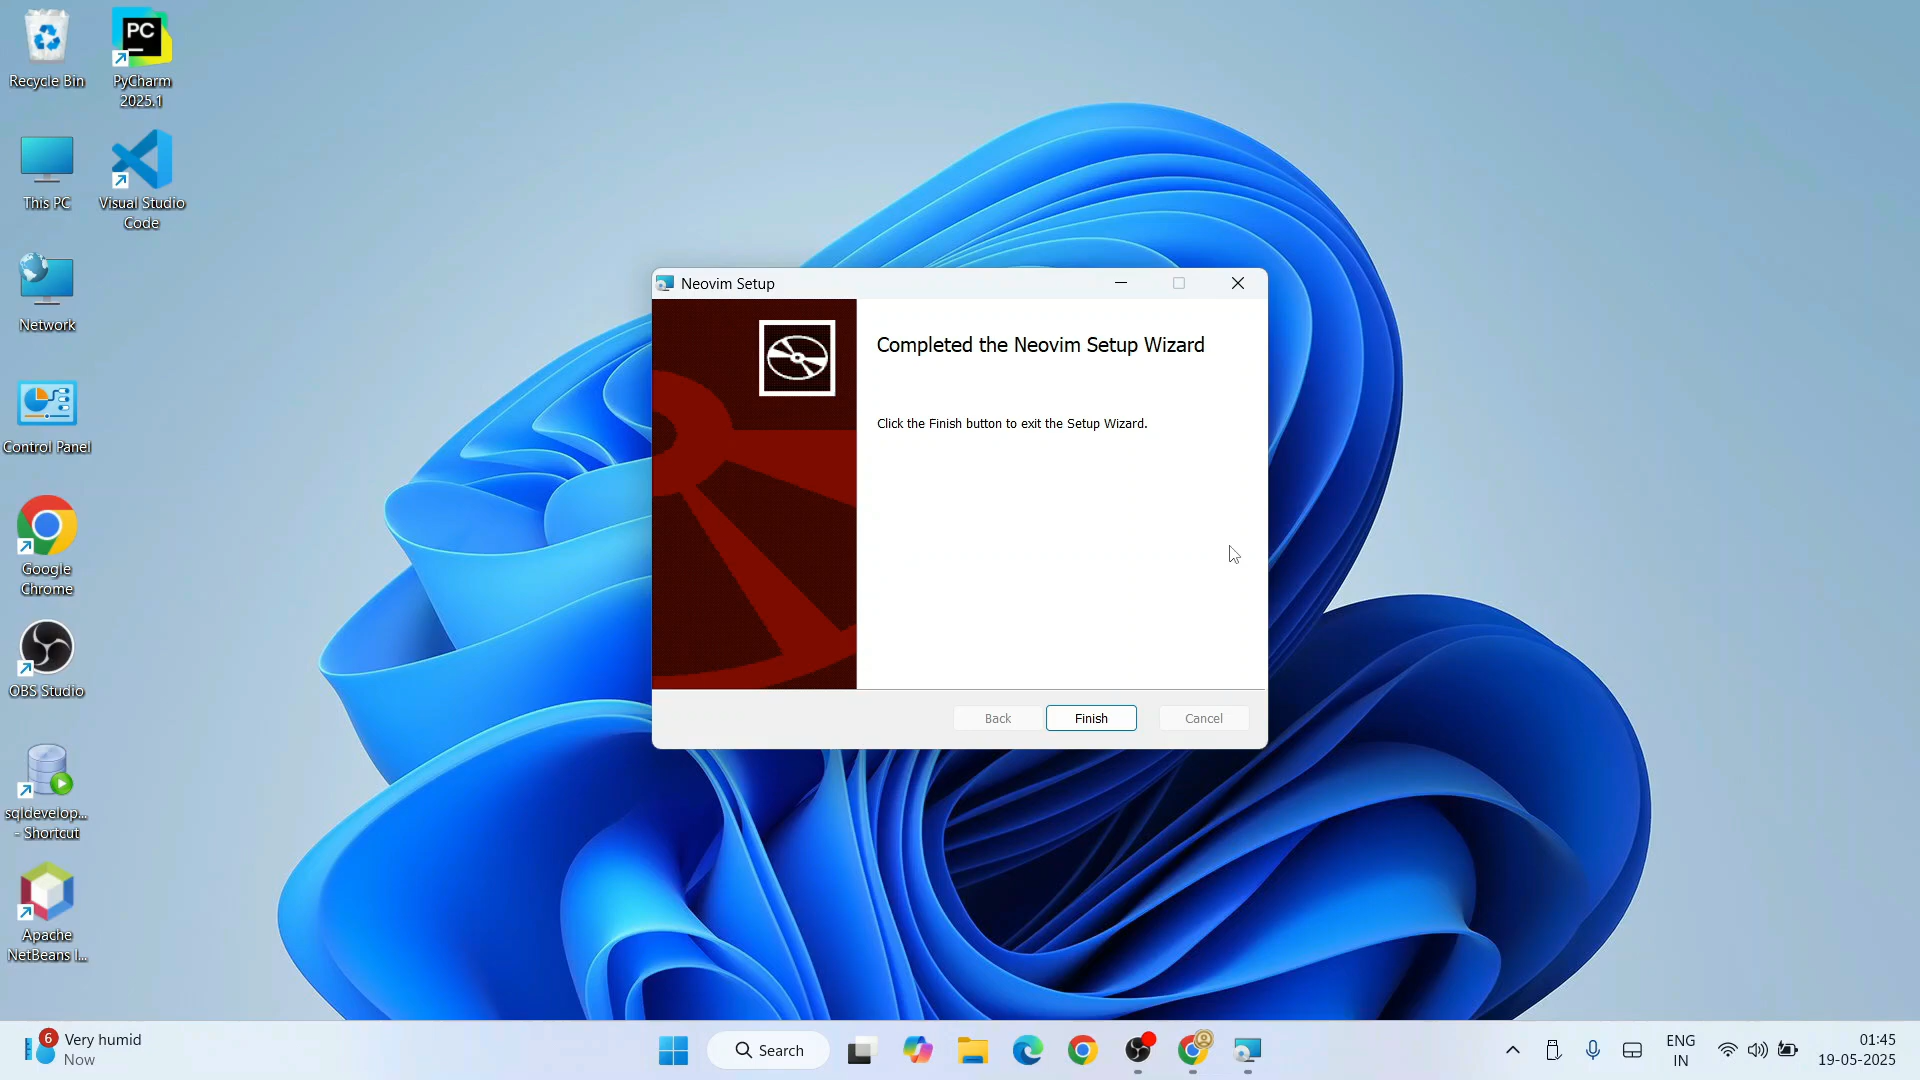 Recycle Bin
PC
PyCharm
2025.1
This PC
Visual Studio
Code
Network
Control Panel
Google
Chrome
OBS Studio
sqldevelop...
- Shortcut
Apache
NetBeans I...
Neovim Setup
Completed the Neovim Setup Wizard
Click the Finish button to exit the Setup Wizard.
Back
Finish
Cancel
6
Very humid
Now
Search
ENG
IN
01:45
19-05-2025